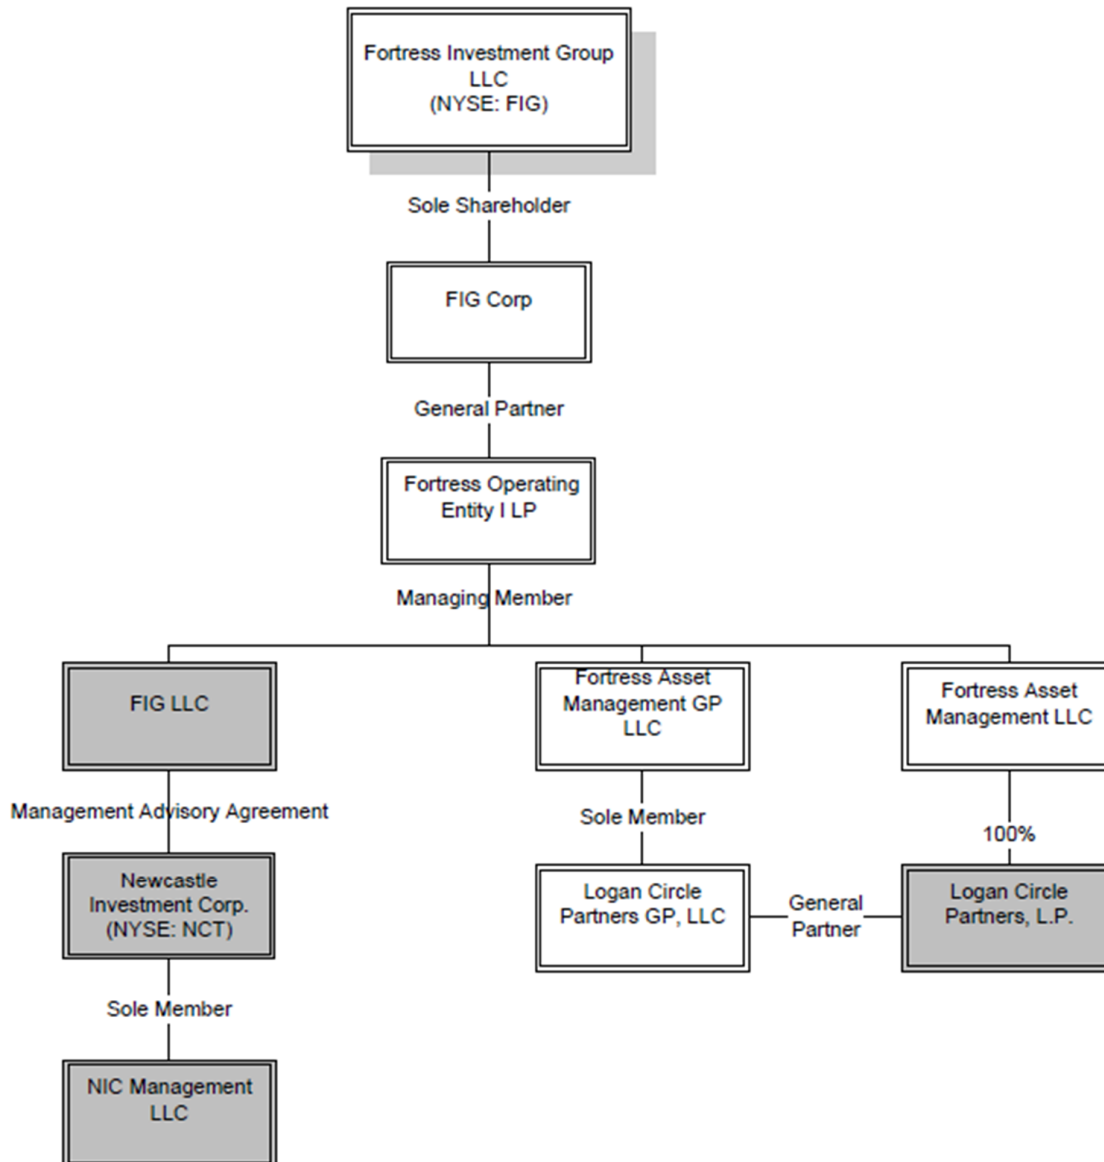 Fortress Investment Group
LLC
(NYSE: FIG)
Sole Shareholder
FIG Corp
General Partner
Fortress Operating
Entity I LP
Managing Member
FIG LLC
Fortress Asset
Management GP
LLC
Fortress Asset
Management LLC
Management Advisory Agreement
Sole Member
100%
Newcastle
Investment Corp.
(NYSE: NCT)
Logan Circle
Partners GP, LLC
General
Partner
Logan Circle
Partners, L.P.
Sole Member
NIC Management
LLC